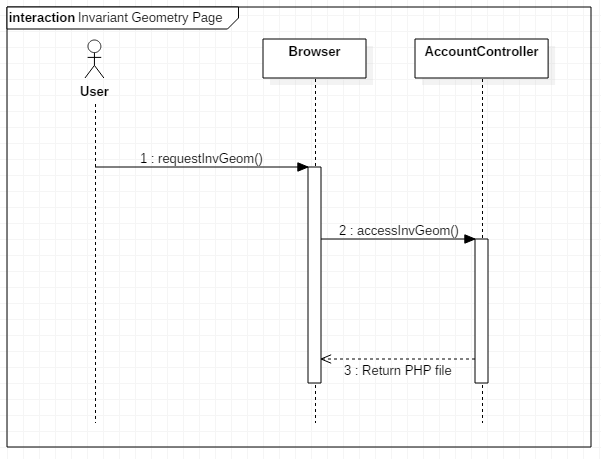 interaction Invariant Geometry Page
Browser
AccountController
User
1 : requestInvGeom()
2 : accessInvGeom()
3 : Return PHP file